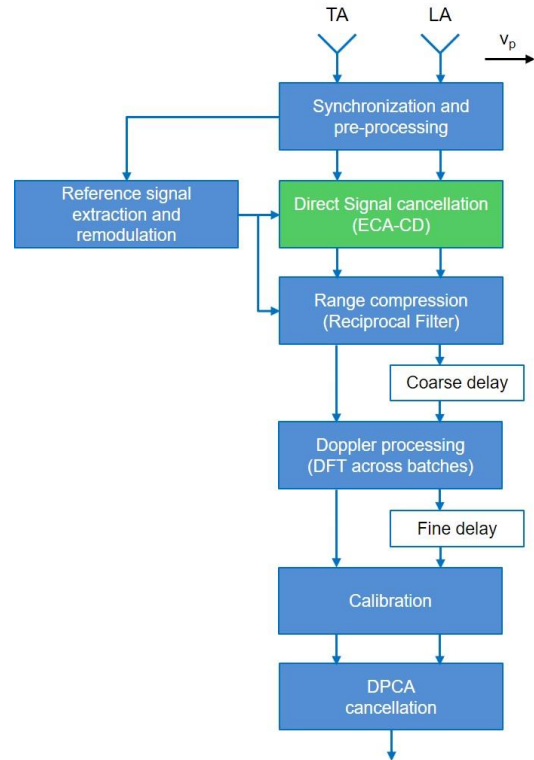 TA
LA
vp
Synchronization and
pre-processing
Reference signal
extraction and
remodulation
Direct Signal cancellation
(ECA-CD)
Range compression
(Reciprocal Filter)
Coarse delay
Doppler processing
(DFT across batches)
Fine delay
Calibration
DPCA
cancellation